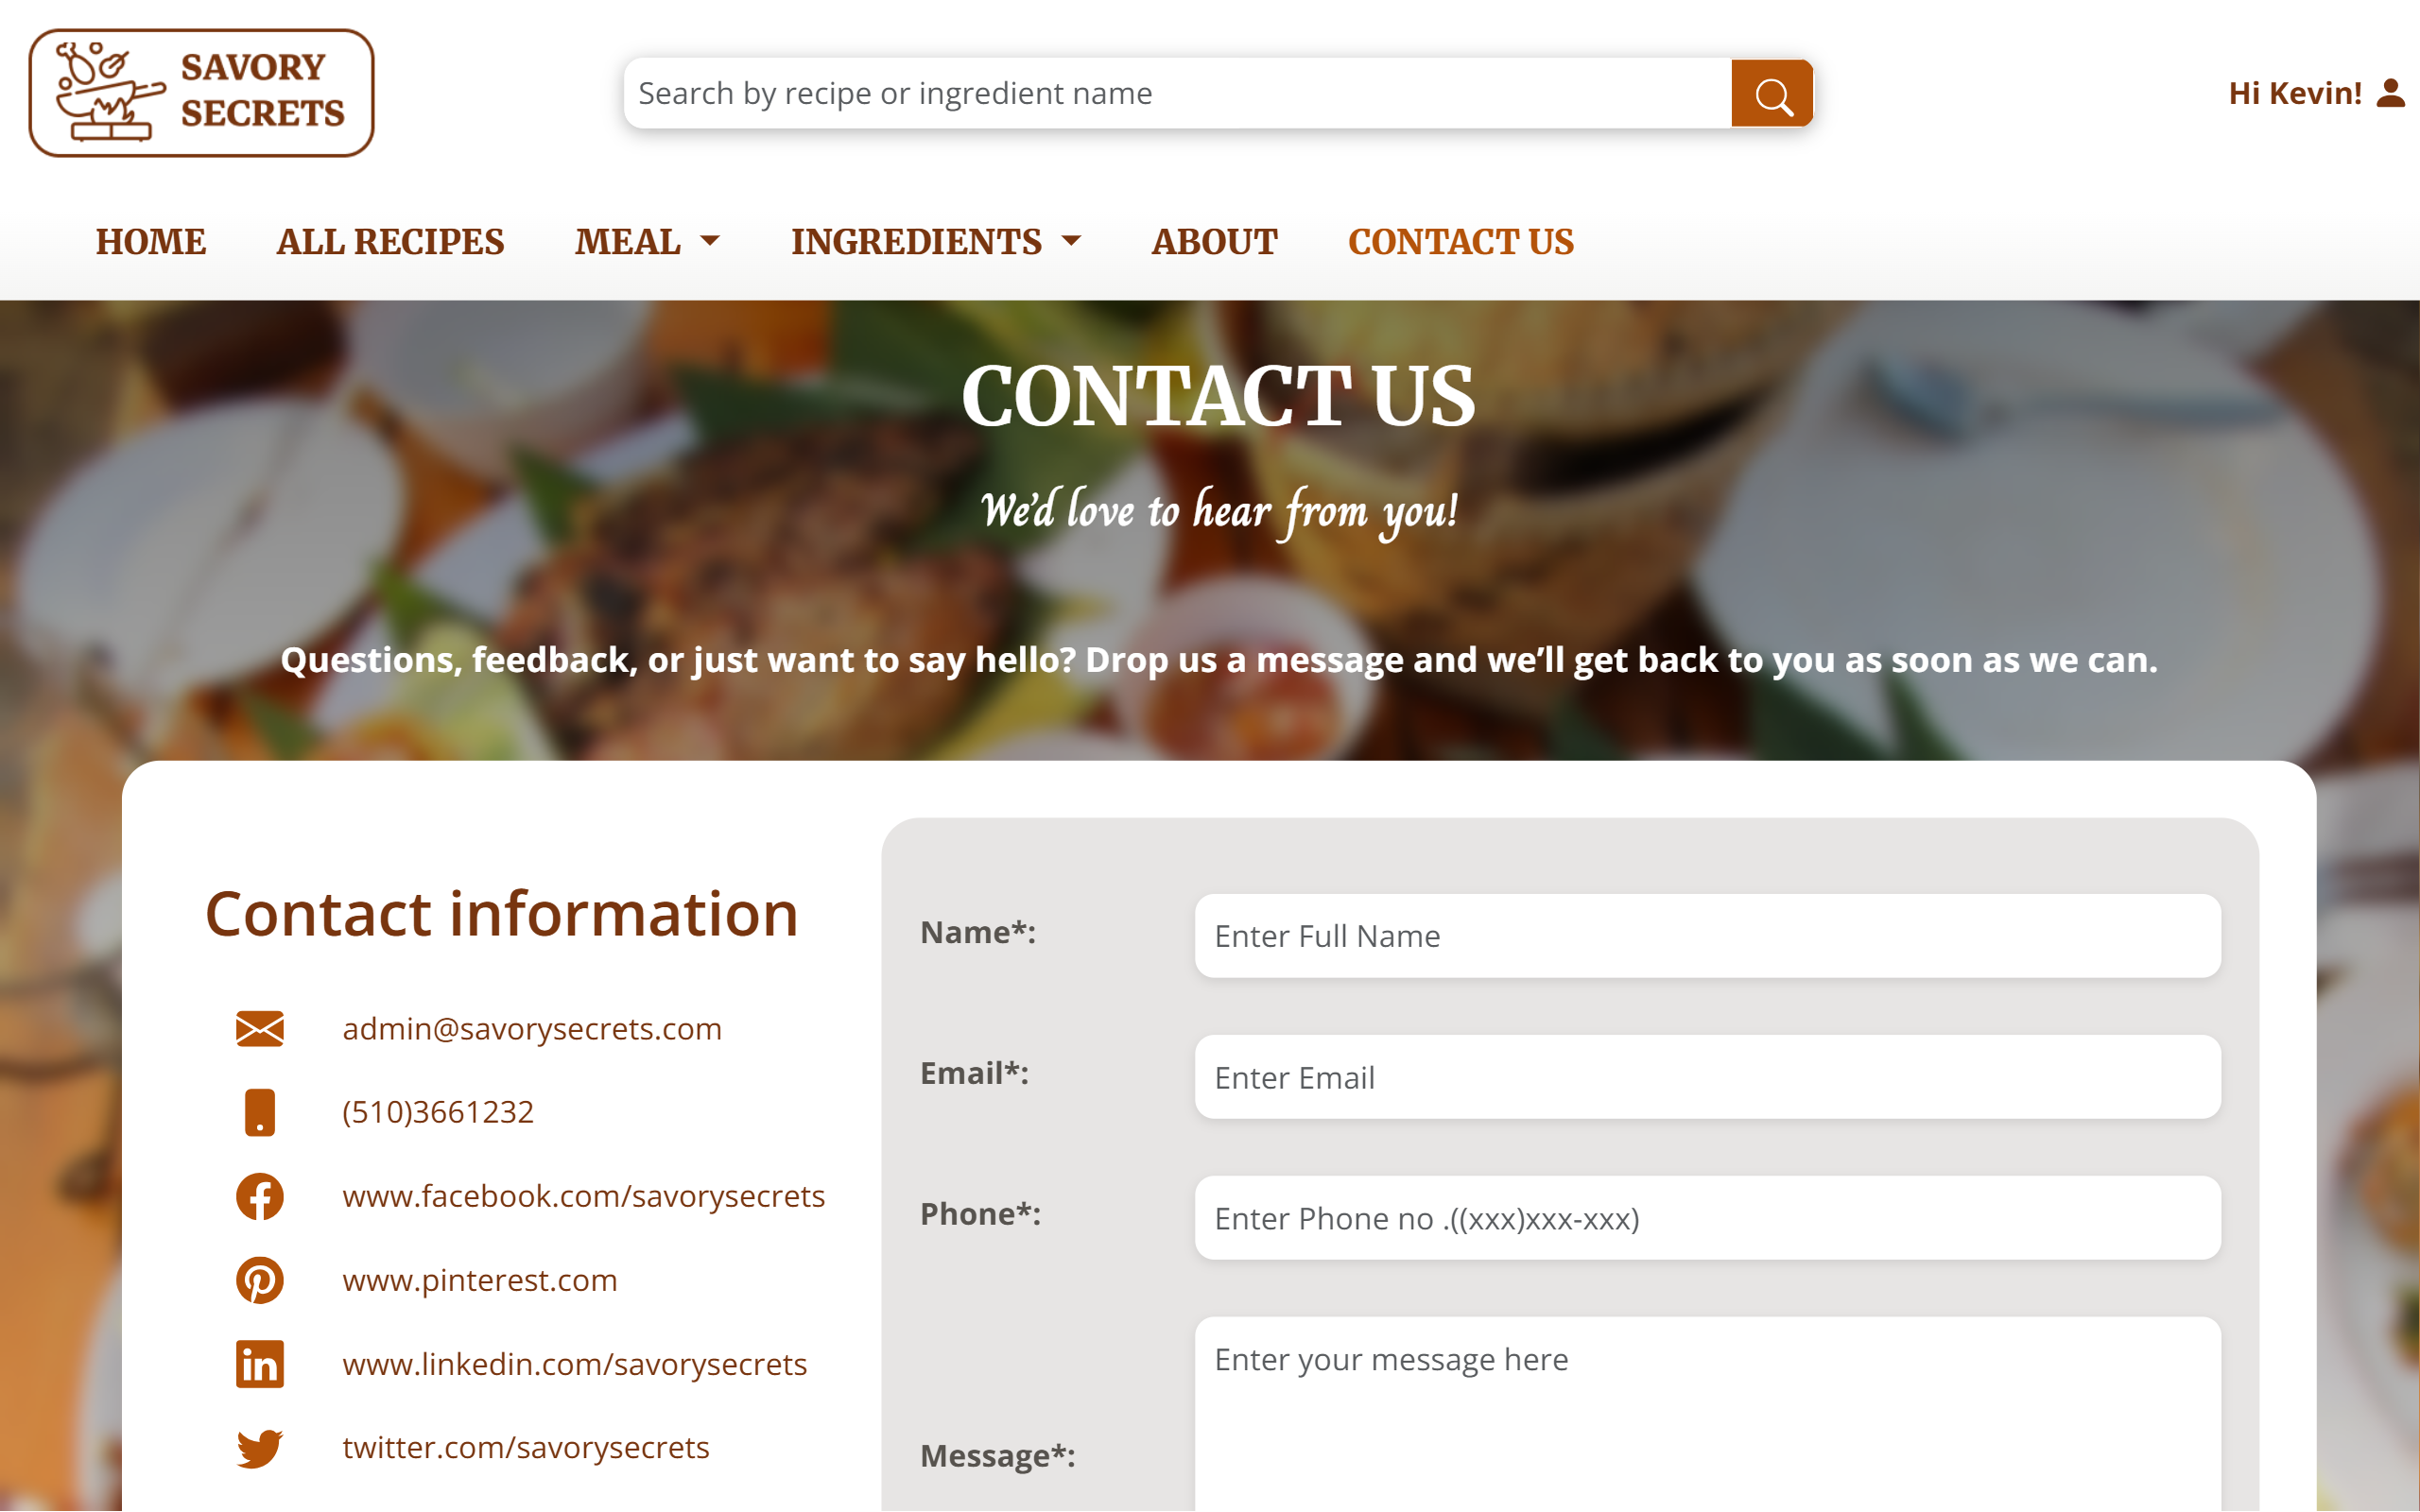 SAVORY
SECRETS
Search by recipe or ingredient name
Hi Kevin!
HOME ALL RECIPES MEAL INGREDIENTS ABOUT CONTACT US
CONTACT US
We'd love to hear from you!
Questions, feedback, or just want to say hello? Drop us a message and we’ll get back to you as soon as we can.
Contact information
admin@savorysecrets.com
(510)3661232
www.facebook.com/savorysecrets
www.pinterest.com
www.linkedin.com/savorysecrets
twitter.com/savorysecrets
Name*: Enter Full Name
Email*: Enter Email
Phone*: Enter Phone no .((xxx)xxx-xxx)
Message*: Enter your message here